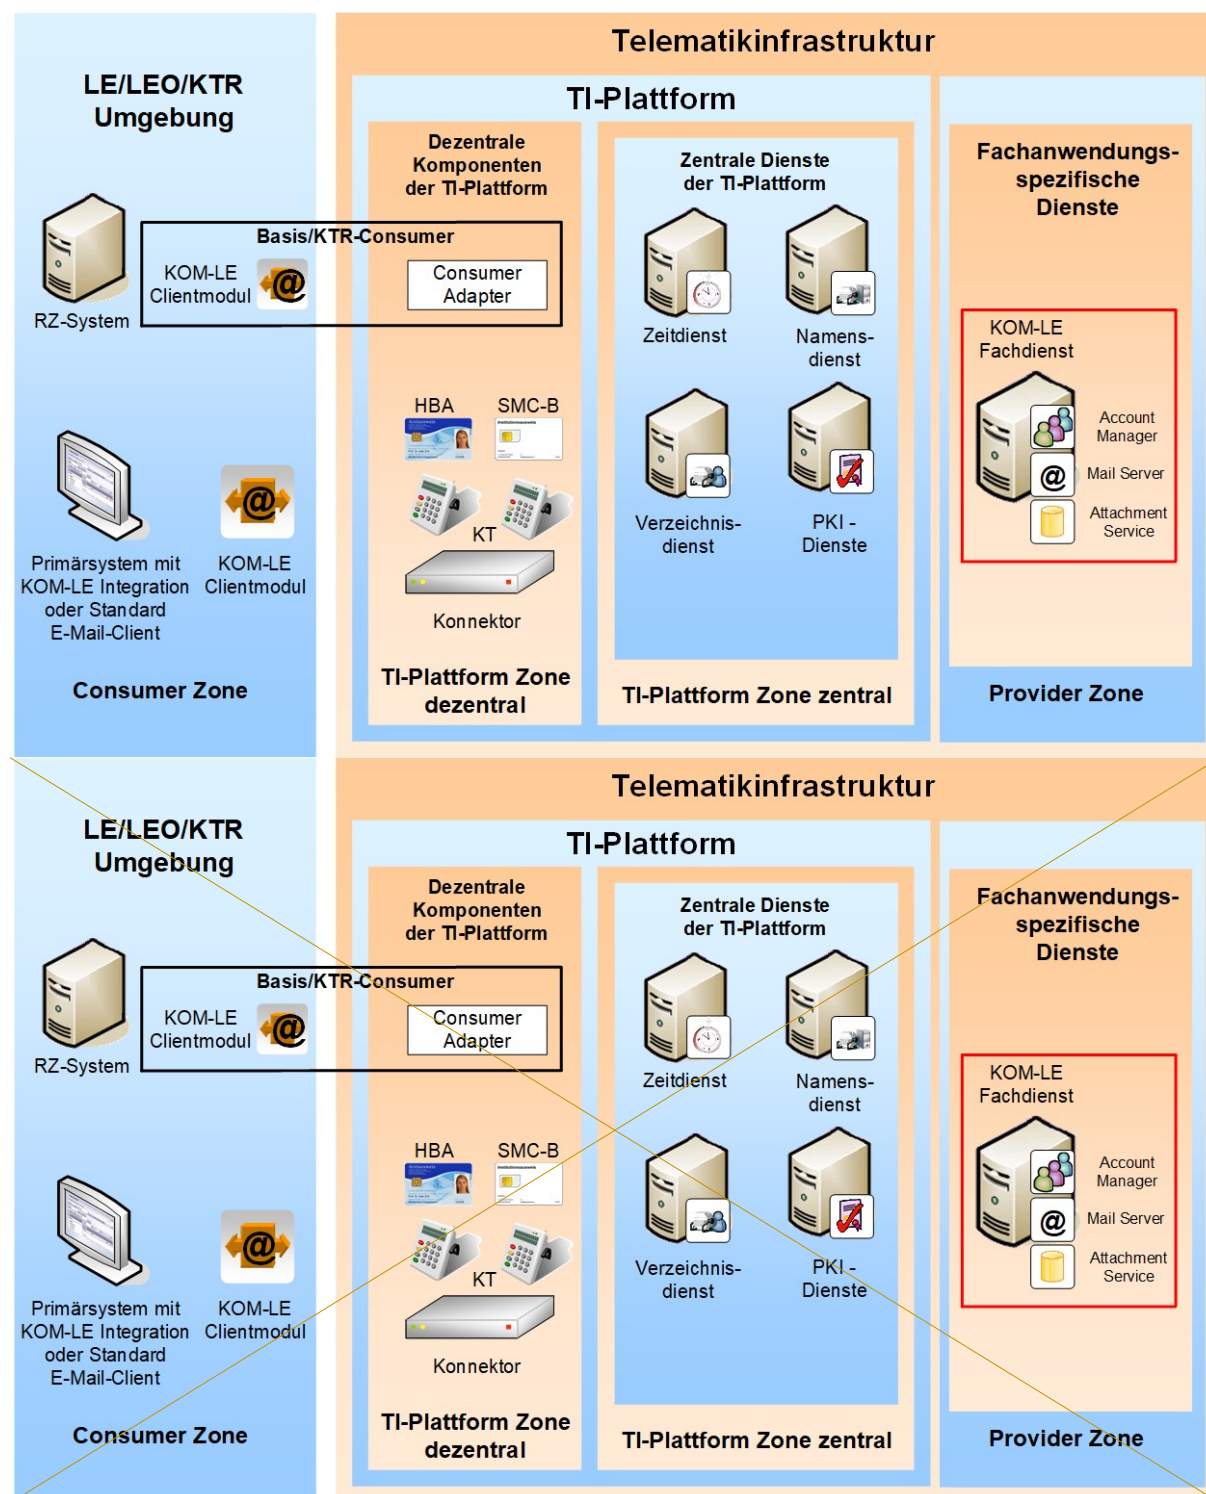 Telematikinfrastruktur
LE/LEO/KTR
Umgebung
TI-Plattform
Dezentrale
Komponenten
der TI-Plattform
Zentrale Dienste
der TI-Plattform
Fachanwendungs-
spezifische
Dienste
Basis/KTR-Consumer
KOM-LE
Clientmodul
Consumer
Adapter
RZ-System
Zeitdienst
Namens-
dienst
KOM-LE
Fachdienst
HBA
SMC-B
Account
Manager
Mail Server
Attachment
Service
KT
Verzeichnis-
dienst
PKI -
Dienste
Primärsystem mit
KOM-LE Integration
oder Standard
E-Mail-Client
KOM-LE
Clientmodul
Konnektor
Consumer Zone
TI-Plattform Zone
dezentral
TI-Plattform Zone zentral
Provider Zone
Telematikinfrastruktur
LE/LEO/KTR
Umgebung
TI-Plattform
Dezentrale
Komponenten
der TI-Plattform
Zentrale Dienste
der TI-Plattform
Fachanwendungs-
spezifische
Dienste
Basis/KTR-Consumer
KOM-LE
Clientmodul
Consumer
Adapter
RZ-System
Zeitdienst
Namens-
dienst
KOM-LE
Fachdienst
HBA
SMC-B
Account
Manager
Mail Server
Attachment
Service
KT
Verzeichnis-
dienst
PKI -
Dienste
Primärsystem mit
KOM-LE Integration
oder Standard
E-Mail-Client
KOM-LE
Clientmodul
Konnektor
Consumer Zone
TI-Plattform Zone
dezentral
TI-Plattform Zone zentral
Provider Zone